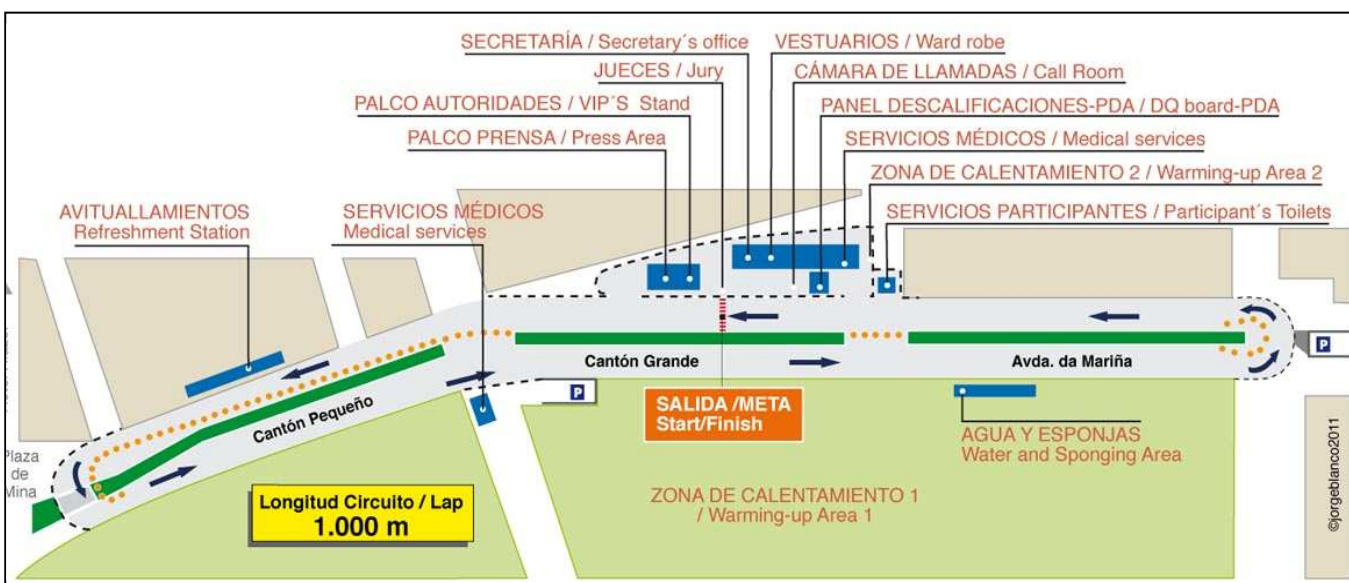 SECRETARÍA / Secretary´s office
VESTUARIOS / Ward robe
JUECES / Jury
CÁMARA DE LLAMADAS / Call Room
PALCO AUTORIDADES / VIP´S Stand
PANEL DESCALIFICACIONES-PDA / DQ board-PDA
PALCO PRENSA / Press Area
SERVICIOS MÉDICOS / Medical services
ZONA DE CALENTAMIENTO 2 / Warming-up Area 2
AVITUALLAMIENTOS
Refreshment Station
SERVICIOS MÉDICOS
Medical services
SERVICIOS PARTICIPANTES / Participant´s Toilets
P
Cantón Grande
Avda. da Mariña
Cantón Pequeño
P
SALIDA /META
Start/Finish
AGUA Y ESPONJAS
Water and Sponging Area
Plaza
de
Mina
Longitud Circuito / Lap
1.000 m
ZONA DE CALENTAMIENTO 1
/ Warming-up Area 1
©jorgeblanco2011